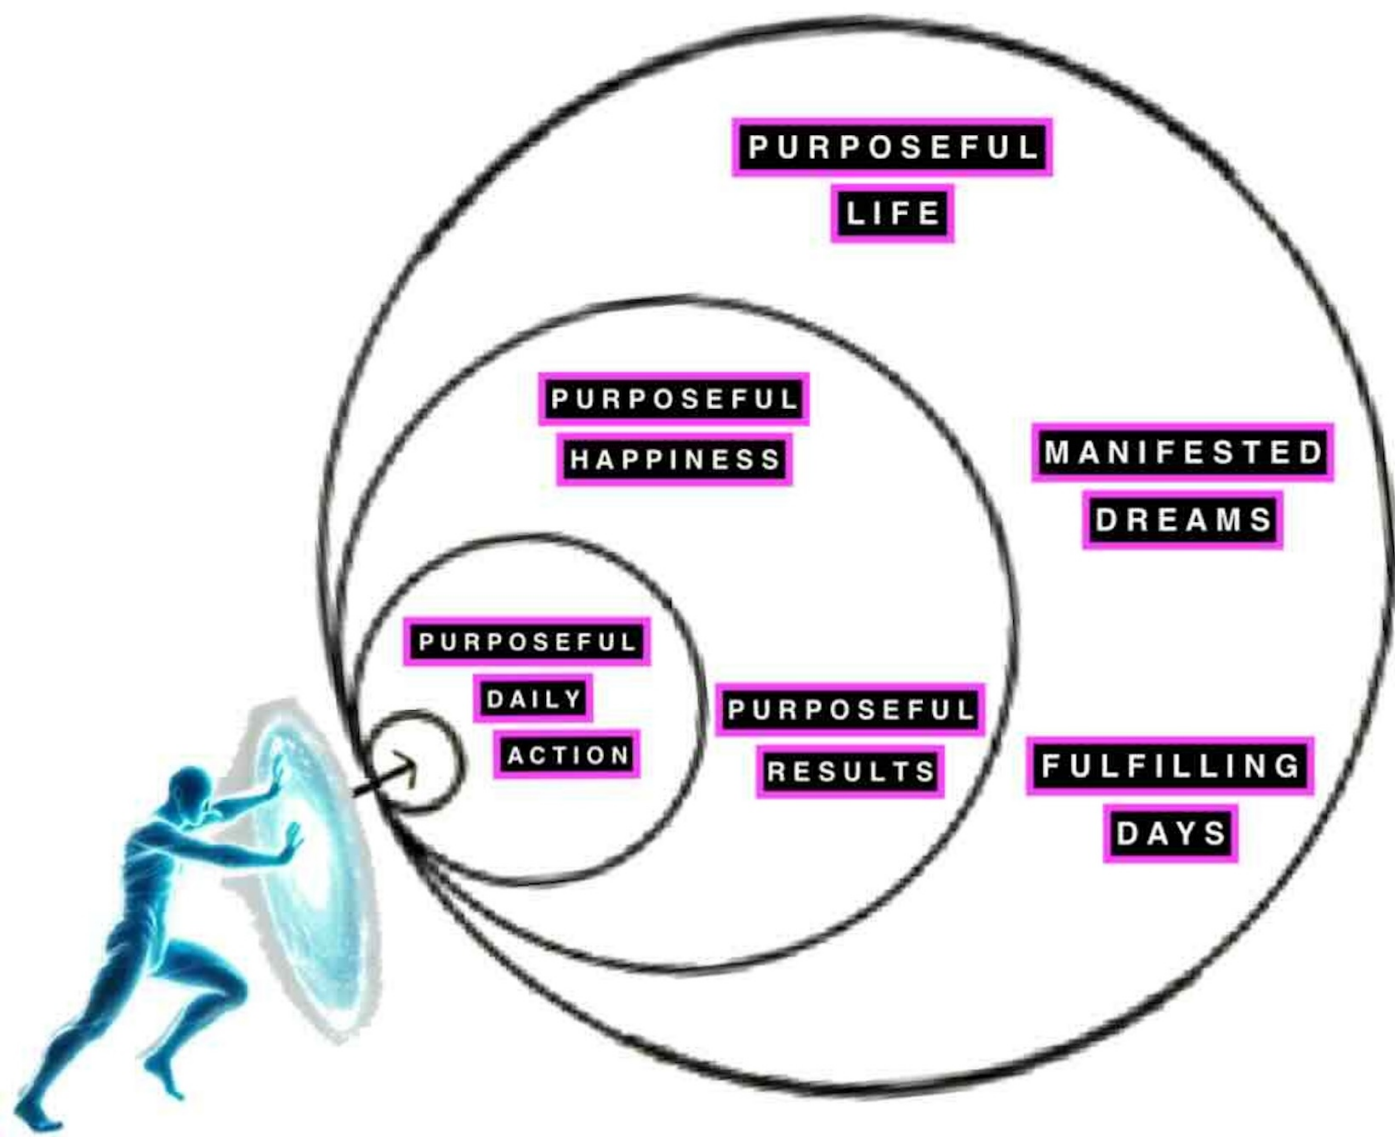 PURPOSEFUL
LIFE
PURPOSEFUL
HAPPINESS
MANIFESTED
DREAMS
PURPOSEFUL
DAILY
ACTION
PURPOSEFUL
RESULTS
FULFILLING
DAYS